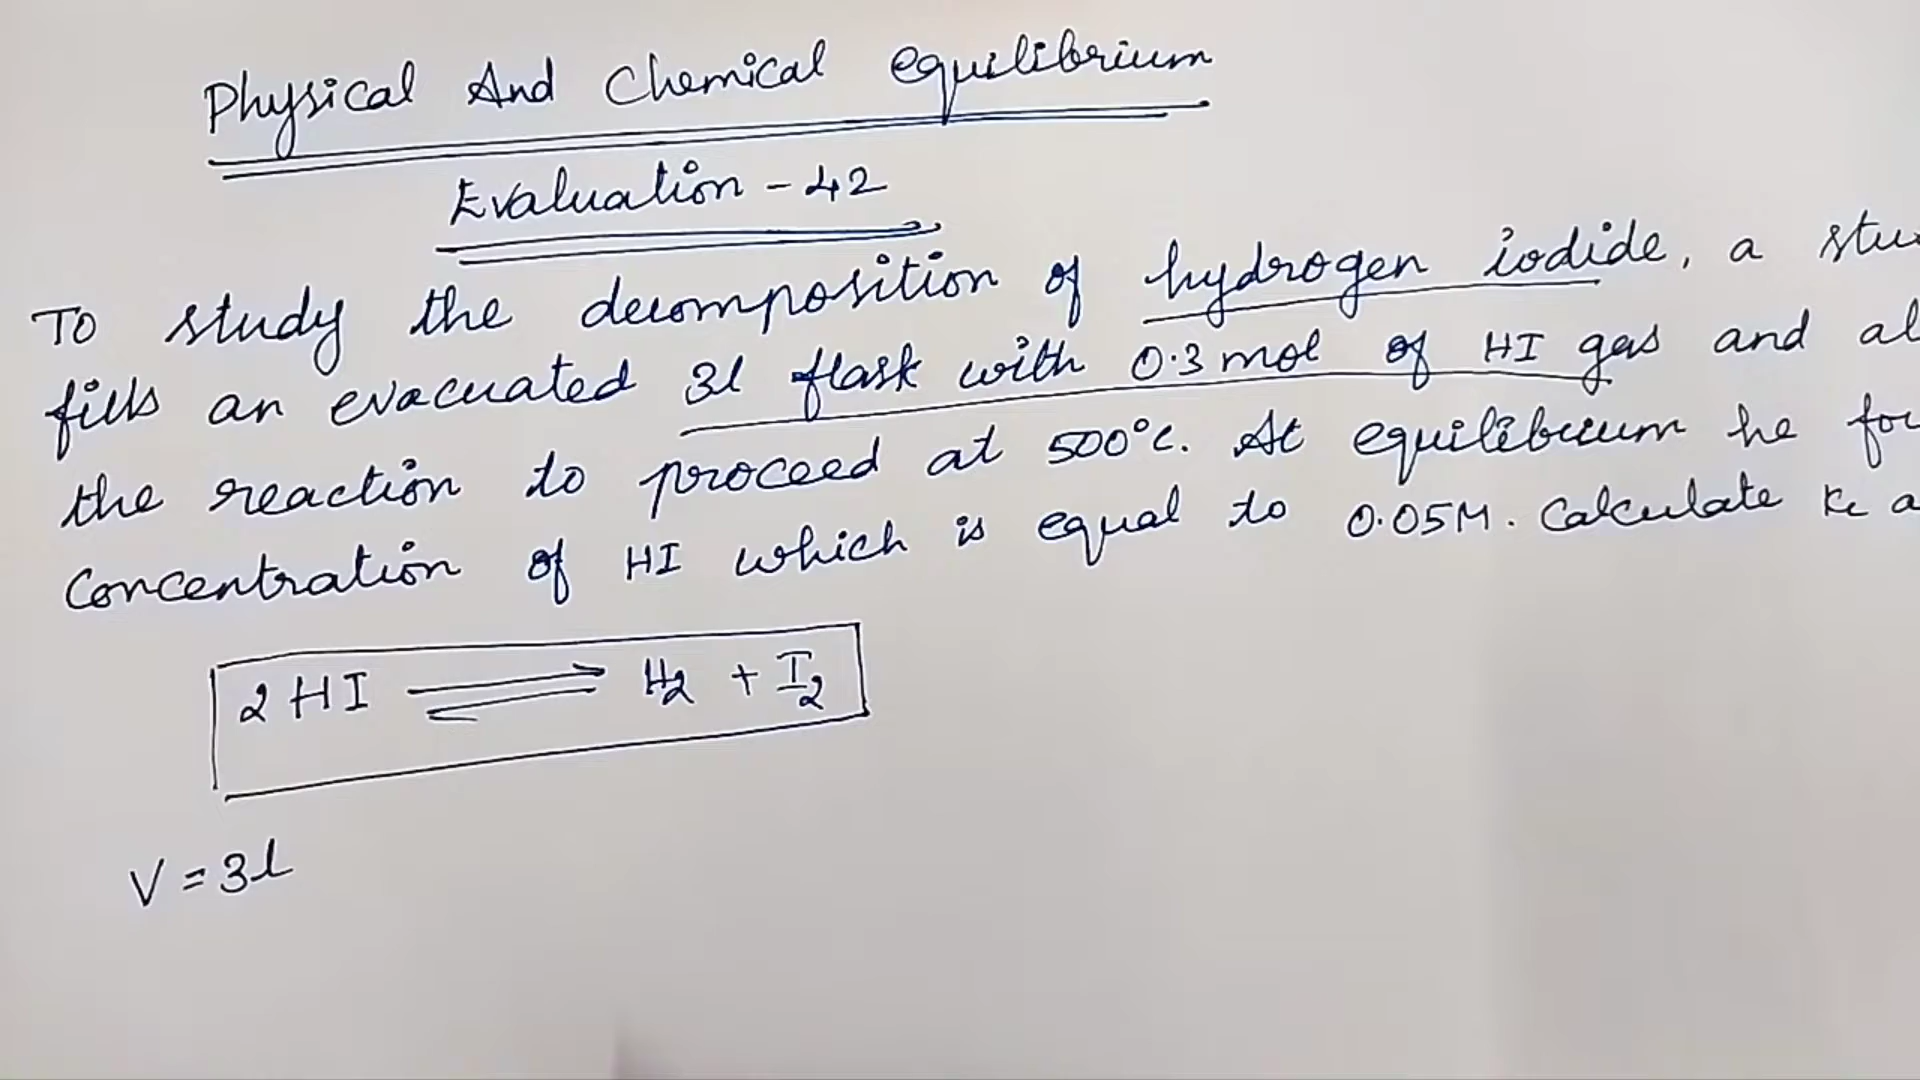 Physical And Chemical equilibrium
Evaluation - 42
To study the decomposition of hydrogen iodide, a
fills an evacuated 3l flask with 0.3 mol of HI gas and
the reaction to proceed at 500°c. At equilibrium he
Concentration of HI which is equal to 0.05M. Calculate Kc
2 HI ⇌ H2 + I2
V = 3l